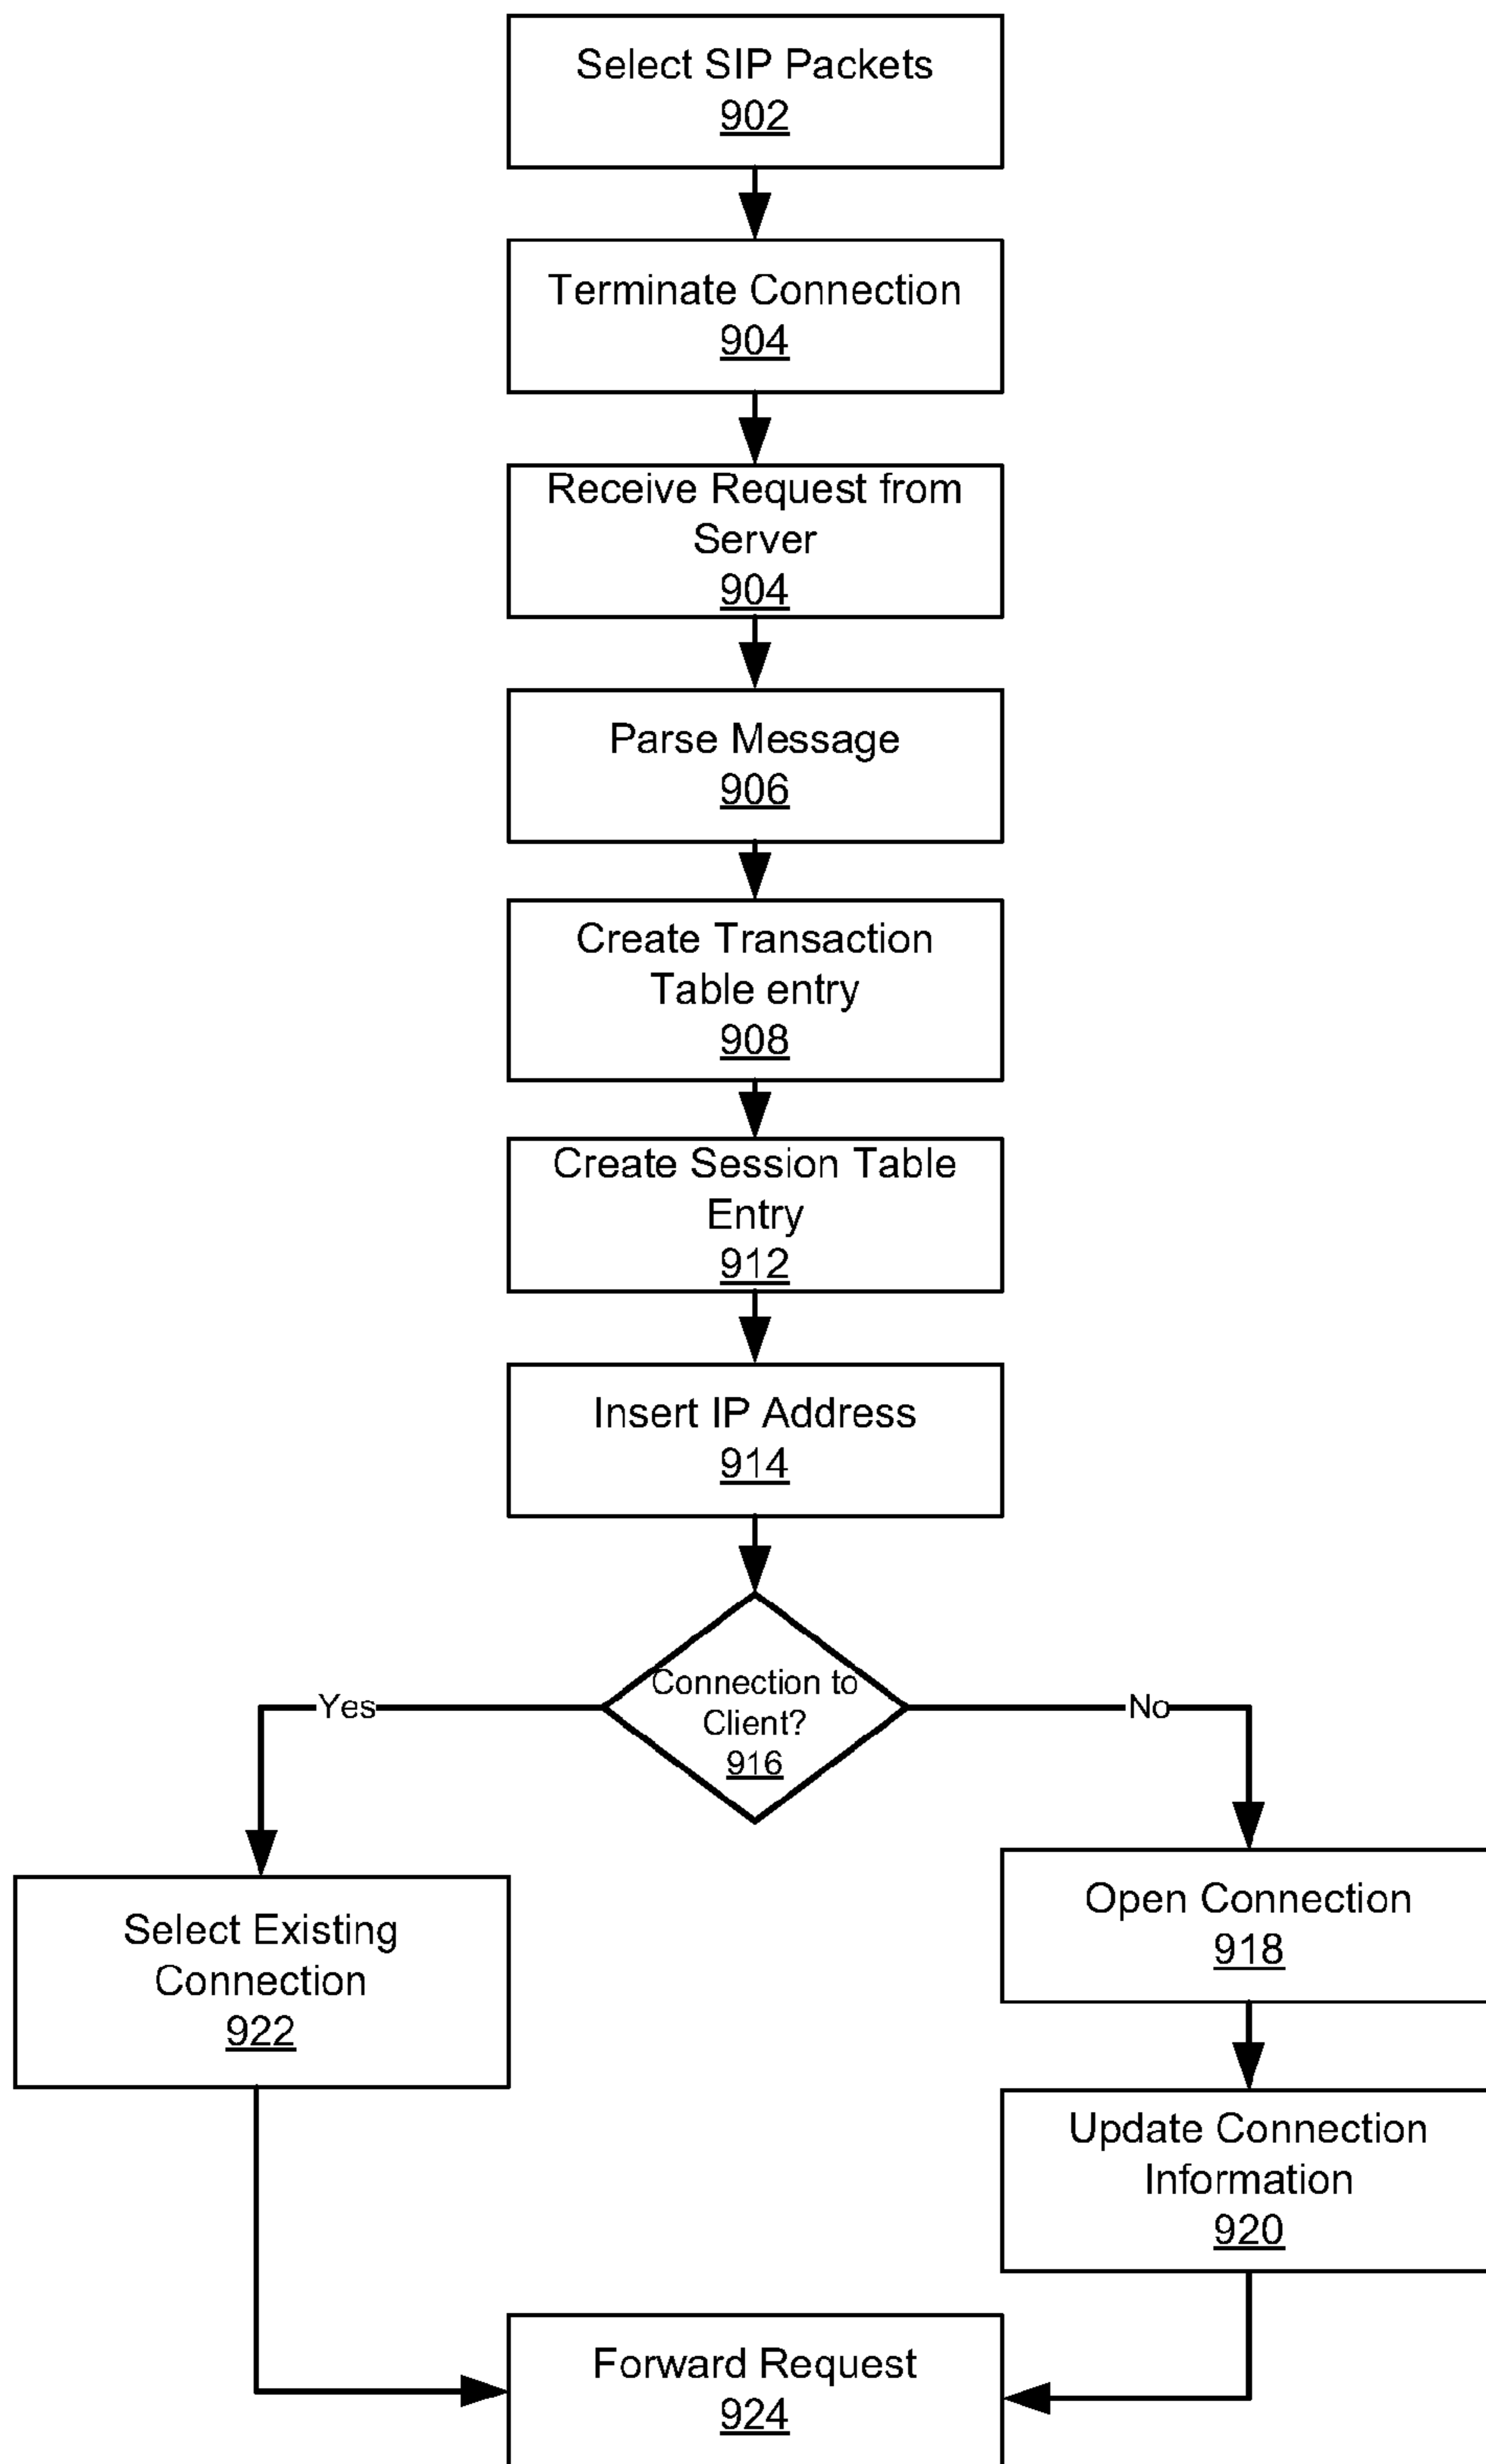 Select SIP Packets
902
Terminate Connection
904
Receive Request from
Server
904
Parse Message
906
Create Transaction
Table entry
908
Create Session Table
Entry
912
Insert IP Address
914
Connection to
Client?
916
Yes
No
Select Existing
Connection
922
Open Connection
918
Update Connection
Information
920
Forward Request
924